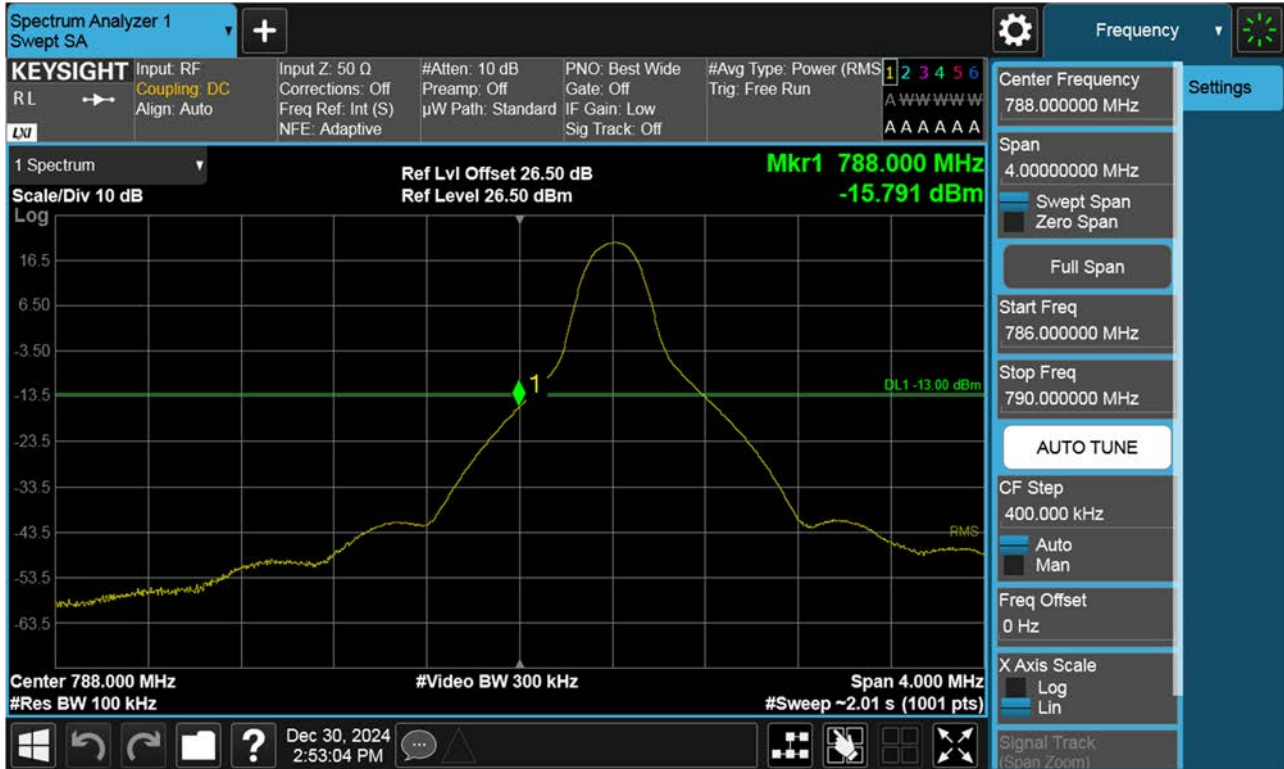 Spectrum Analyzer 1
Swept SA
+
Frequency
KEYSIGHT
RL
LXI
Input: RF
Coupling: DC
Align: Auto
Input Z: 50 Ω
Corrections: Off
Freq Ref: Int (S)
NFE: Adaptive
#Atten: 10 dB
Preamp: Off
µW Path: Standard
PNO: Best Wide
Gate: Off
IF Gain: Low
Sig Track: Off
#Avg Type: Power (RMS
Trig: Free Run
1 2 3 4 5 6
A W W W W W
A A A A A A
1 Spectrum
Scale/Div 10 dB
Ref Lvl Offset 26.50 dB
Ref Level 26.50 dBm
Mkr1 788.000 MHz
-15.791 dBm
Log
16.5
6.50
-3.50
-13.5
-23.5
-33.5
-43.5
-53.5
-63.5
1
DL1 -13.00 dBm
RMS
Center 788.000 MHz
#Res BW 100 kHz
#Video BW 300 kHz
Span 4.000 MHz
#Sweep ~2.01 s (1001 pts)
Center Frequency
788.000000 MHz
Settings
Span
4.00000000 MHz
Swept Span
Zero Span
Full Span
Start Freq
786.000000 MHz
Stop Freq
790.000000 MHz
AUTO TUNE
CF Step
400.000 kHz
Auto
Man
Freq Offset
0 Hz
X Axis Scale
Log
Lin
Signal Track
(Span Zoom)
?
Dec 30, 2024
2:53:04 PM